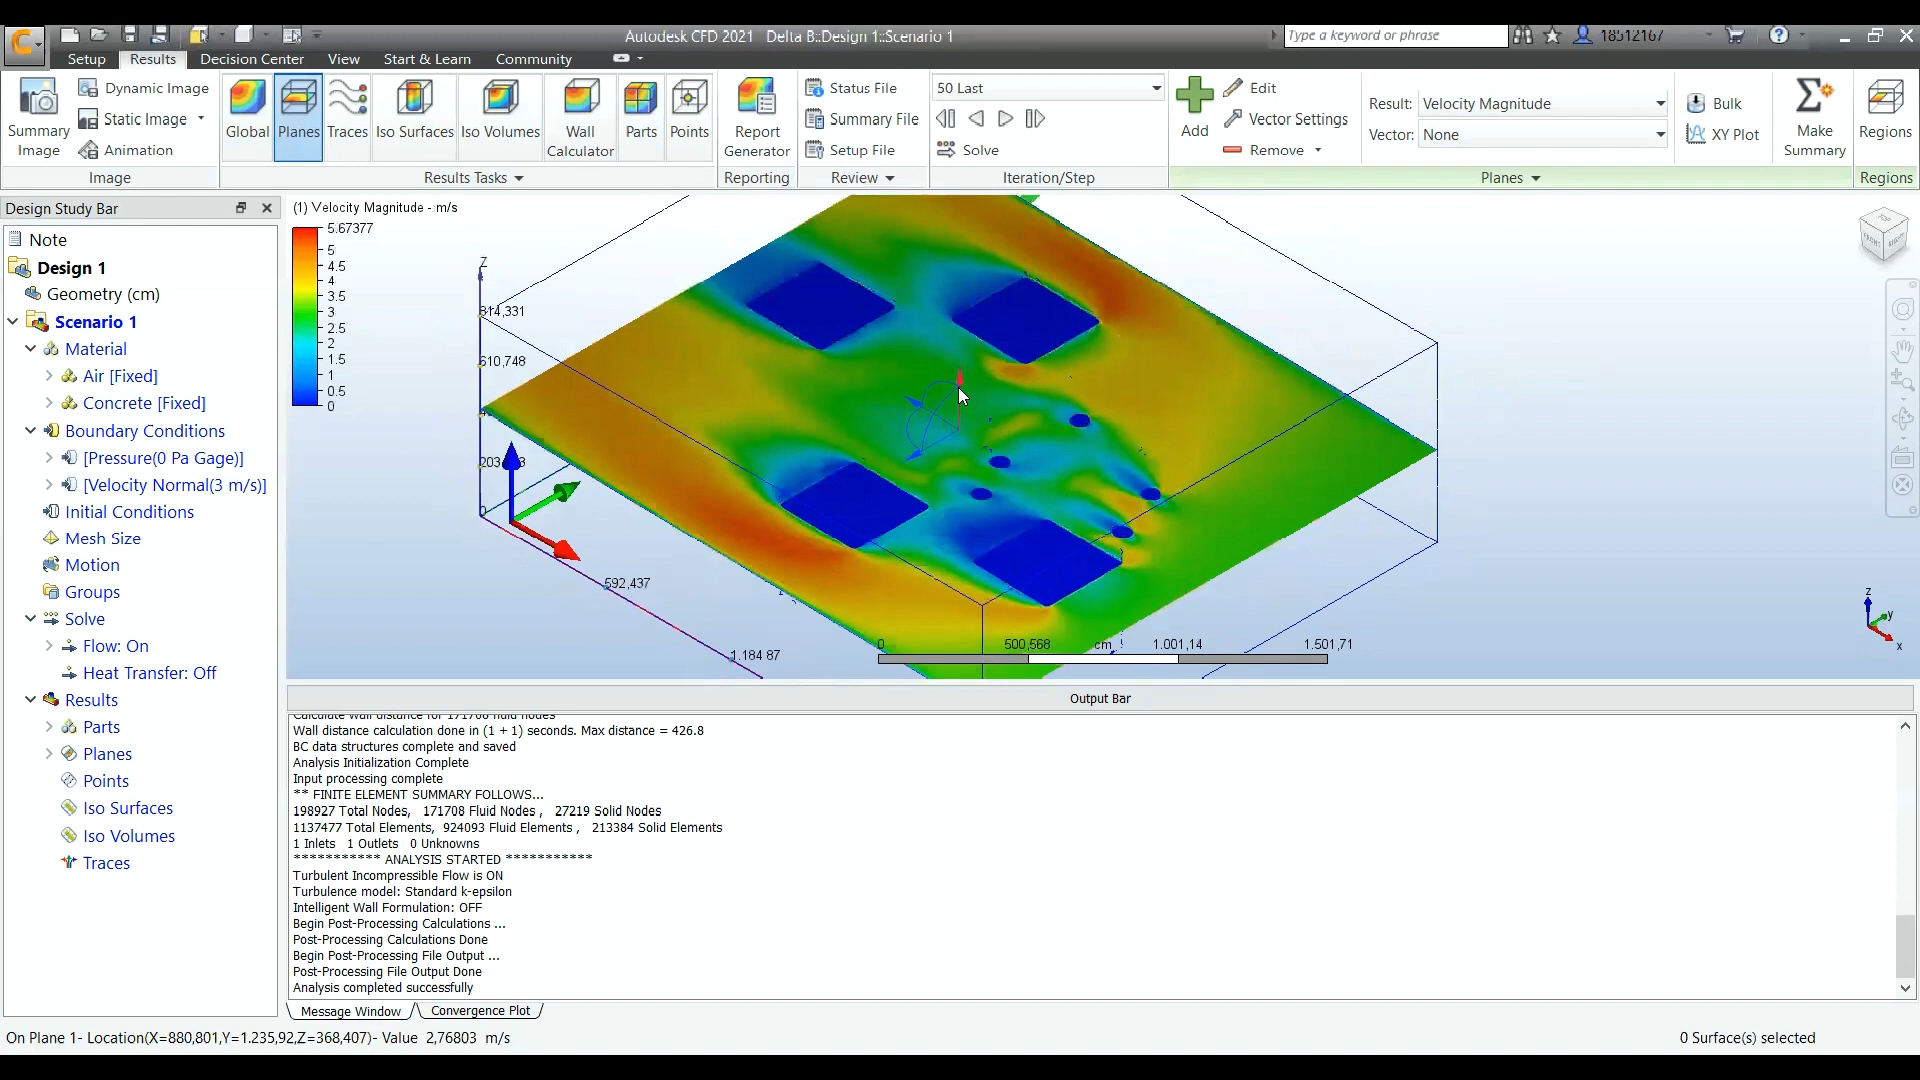 Autodesk CFD 2021 Delta B::Design 1::Scenario 1
Type a keyword or phrase
18512167
Setup Results Decision Center View Start & Learn Community
Summary Image
Dynamic Image
Static Image
Animation
Image
Global
Planes
Traces
Iso Surfaces
Iso Volumes
Wall Calculator
Parts
Points
Results Tasks
Report Generator
Reporting
Status File
Summary File
Setup File
Review
50 Last
Solve
Iteration/Step
Add
Edit
Vector Settings
Remove
Result: Velocity Magnitude
Vector: None
Bulk
XY Plot
Planes
Make Summary
Regions
Regions
Design Study Bar
Note
Design 1
Geometry (cm)
Scenario 1
Material
Air [Fixed]
Concrete [Fixed]
Boundary Conditions
[Pressure(0 Pa Gage)]
[Velocity Normal(3 m/s)]
Initial Conditions
Mesh Size
Motion
Groups
Solve
Flow: On
Heat Transfer: Off
Results
Parts
Planes
Points
Iso Surfaces
Iso Volumes
Traces
(1) Velocity Magnitude - m/s
5.67377
5
4.5
4
3.5
3
2.5
2
1.5
1
0.5
0
Z
814,331
610,748
0
592,437
1.184 87
0 500,568 cm 1.001,14 1.501,71
TOP
FRONT
RIGHT
z
y
x
Output Bar
Calculate wall distance for 171708 fluid nodes
Wall distance calculation done in (1 + 1) seconds. Max distance = 426.8
BC data structures complete and saved
Analysis Initialization Complete
Input processing complete
** FINITE ELEMENT SUMMARY FOLLOWS...
198927 Total Nodes, 171708 Fluid Nodes , 27219 Solid Nodes
1137477 Total Elements, 924093 Fluid Elements , 213384 Solid Elements
1 Inlets 1 Outlets 0 Unknowns
*********** ANALYSIS STARTED ***********
Turbulent Incompressible Flow is ON
Turbulence model: Standard k-epsilon
Intelligent Wall Formulation: OFF
Begin Post-Processing Calculations ...
Post-Processing Calculations Done
Begin Post-Processing File Output ...
Post-Processing File Output Done
Analysis completed successfully
Message Window Convergence Plot
On Plane 1- Location(X=880,801,Y=1.235,92,Z=368,407)- Value 2,76803 m/s
0 Surface(s) selected